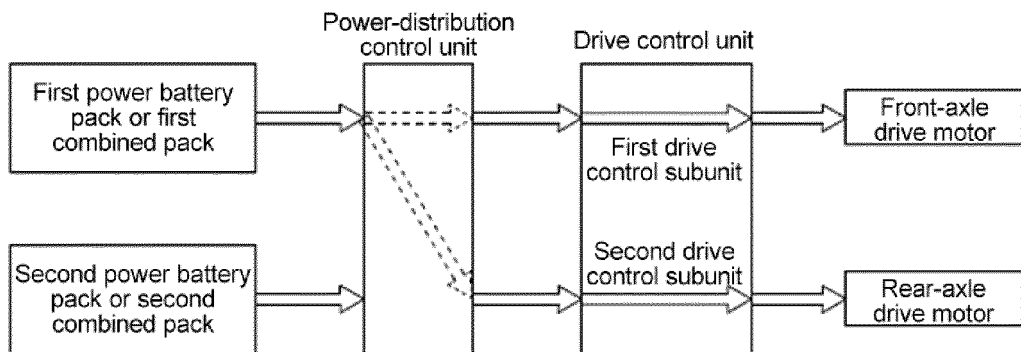 Power-distribution
control unit
Drive control unit
First power battery
pack or first
combined pack
Front-axle
drive motor
First drive
control subunit
Second power battery
pack or second
combined pack
Second drive
control subunit
Rear-axle
drive motor